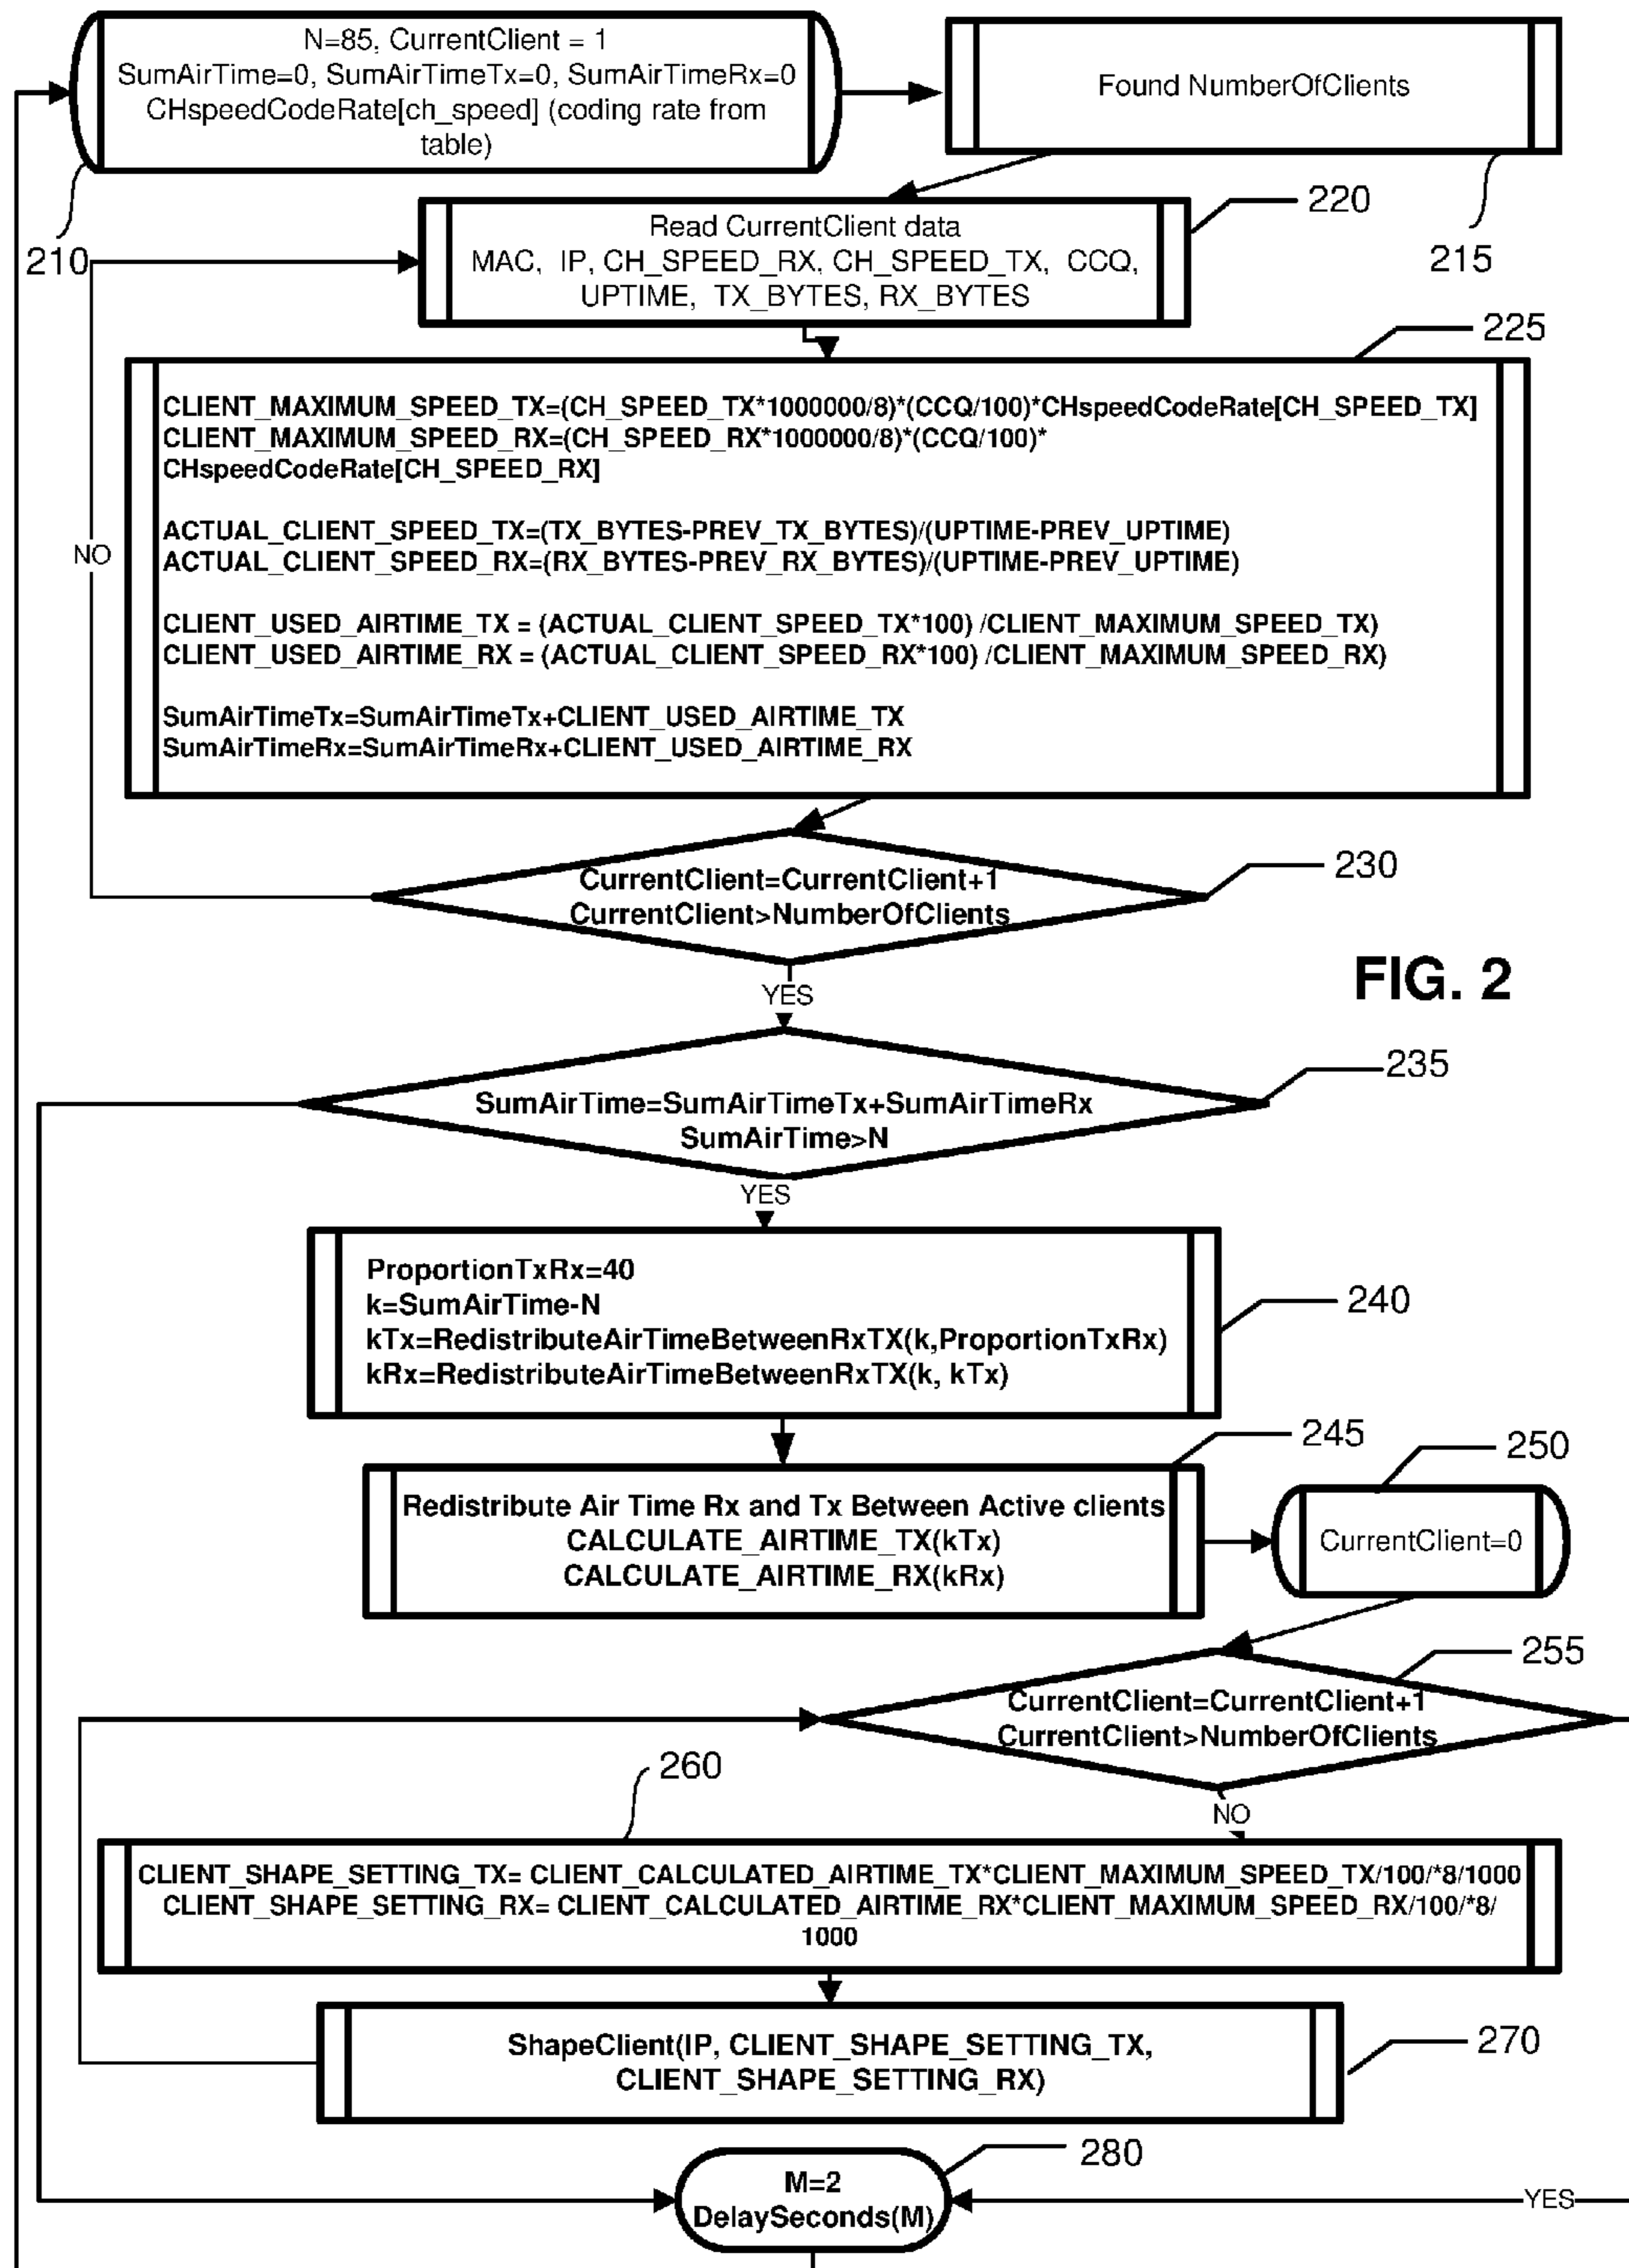 N=85, CurrentClient = 1
SumAirTime=0, SumAirTimeTx=0, SumAirTimeRx=0
CHspeedCodeRate[ch_speed] (coding rate from
table)
210
Found NumberOfClients
215
Read CurrentClient data
MAC, IP, CH_SPEED_RX, CH_SPEED_TX, CCQ,
UPTIME, TX_BYTES, RX_BYTES
220
225
CLIENT_MAXIMUM_SPEED_TX=(CH_SPEED_TX*1000000/8)*(CCQ/100)*CHspeedCodeRate[CH_SPEED_TX]
CLIENT_MAXIMUM_SPEED_RX=(CH_SPEED_RX*1000000/8)*(CCQ/100)*
CHspeedCodeRate[CH_SPEED_RX]
ACTUAL_CLIENT_SPEED_TX=(TX_BYTES-PREV_TX_BYTES)/(UPTIME-PREV_UPTIME)
ACTUAL_CLIENT_SPEED_RX=(RX_BYTES-PREV_RX_BYTES)/(UPTIME-PREV_UPTIME)
CLIENT_USED_AIRTIME_TX = (ACTUAL_CLIENT_SPEED_TX*100) /CLIENT_MAXIMUM_SPEED_TX)
CLIENT_USED_AIRTIME_RX = (ACTUAL_CLIENT_SPEED_RX*100) /CLIENT_MAXIMUM_SPEED_RX)
SumAirTimeTx=SumAirTimeTx+CLIENT_USED_AIRTIME_TX
SumAirTimeRx=SumAirTimeRx+CLIENT_USED_AIRTIME_RX
NO
CurrentClient=CurrentClient+1
CurrentClient>NumberOfClients
230
FIG. 2
YES
SumAirTime=SumAirTimeTx+SumAirTimeRx
SumAirTime>N
235
YES
ProportionTxRx=40
k=SumAirTime-N
kTx=RedistributeAirTimeBetweenRxTX(k,ProportionTxRx)
kRx=RedistributeAirTimeBetweenRxTX(k, kTx)
240
Redistribute Air Time Rx and Tx Between Active clients
CALCULATE_AIRTIME_TX(kTx)
CALCULATE_AIRTIME_RX(kRx)
245
250
CurrentClient=0
255
CurrentClient=CurrentClient+1
CurrentClient>NumberOfClients
260
NO
CLIENT_SHAPE_SETTING_TX= CLIENT_CALCULATED_AIRTIME_TX*CLIENT_MAXIMUM_SPEED_TX/100/*8/1000
CLIENT_SHAPE_SETTING_RX= CLIENT_CALCULATED_AIRTIME_RX*CLIENT_MAXIMUM_SPEED_RX/100/*8/
1000
ShapeClient(IP, CLIENT_SHAPE_SETTING_TX,
CLIENT_SHAPE_SETTING_RX)
270
280
M=2
DelaySeconds(M)
YES